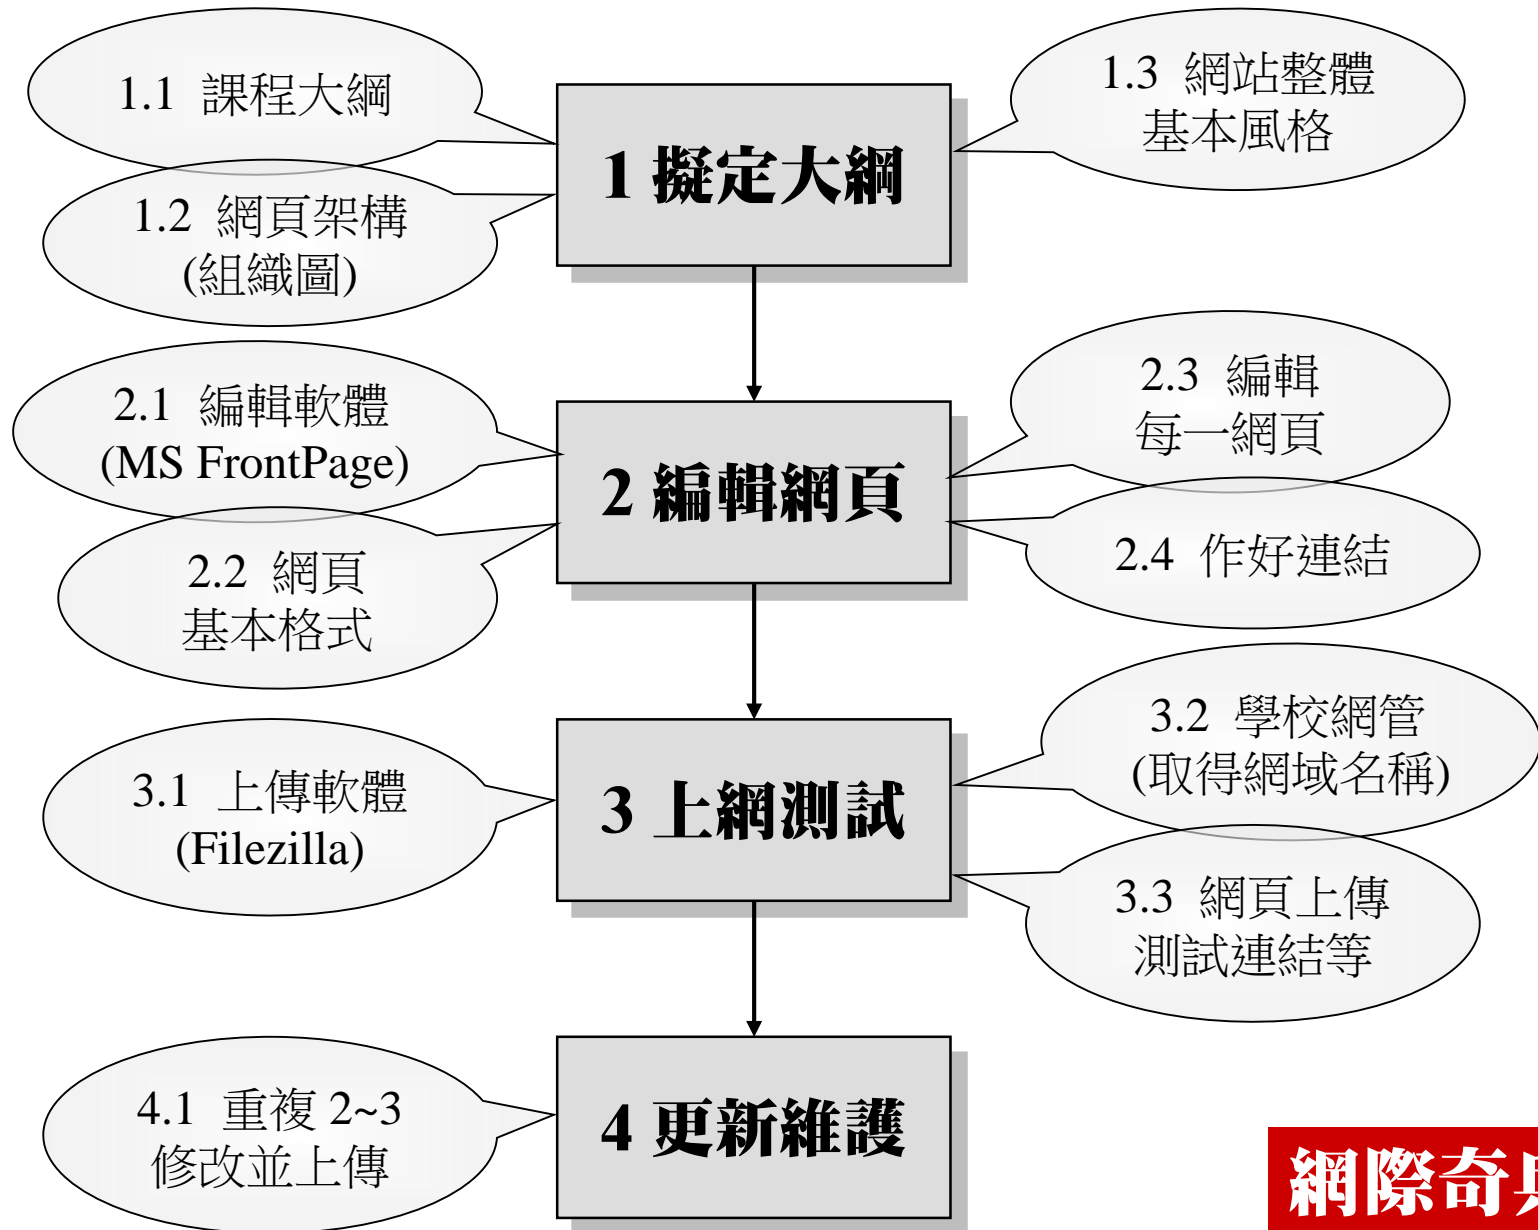 1.1 課程大綱
1.2 網頁架構
(組織圖)
1 擬定大綱
1.3 網站整體
基本風格
2.1 編輯軟體
(MS FrontPage)
2.2 網頁
基本格式
2 編輯網頁
2.3 編輯
每一網頁
2.4 作好連結
3.1 上傳軟體
(Filezilla)
3 上網測試
3.2 學校網管
(取得網域名稱)
3.3 網頁上傳
測試連結等
4.1 重複 2~3
修改並上傳
4 更新維護
網際奇